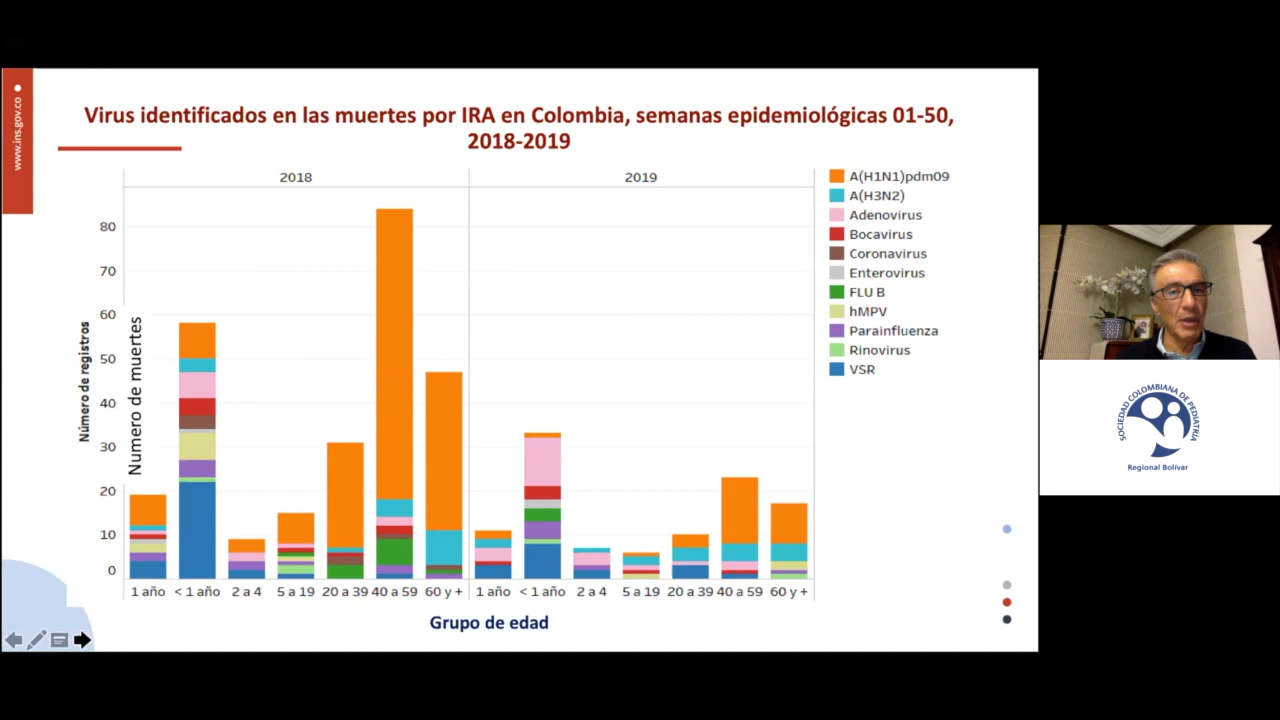 www.ins.gov.co
Virus identificados en las muertes por IRA en Colombia, semanas epidemiológicas 01-50,
2018-2019
2018
2019
80
70
60
50
40
30
20
10
0
Número de registros
Numero de muertes
1 año
< 1 año
2 a 4
5 a 19
20 a 39
40 a 59
60 y +
1 año
< 1 año
2 a 4
5 a 19
20 a 39
40 a 59
60 y +
Grupo de edad
A(H1N1)pdm09
A(H3N2)
Adenovirus
Bocavirus
Coronavirus
Enterovirus
FLU B
hMPV
Parainfluenza
Rinovirus
VSR
SOCIEDAD COLOMBIANA DE PEDIATRÍA
Regional Bolívar